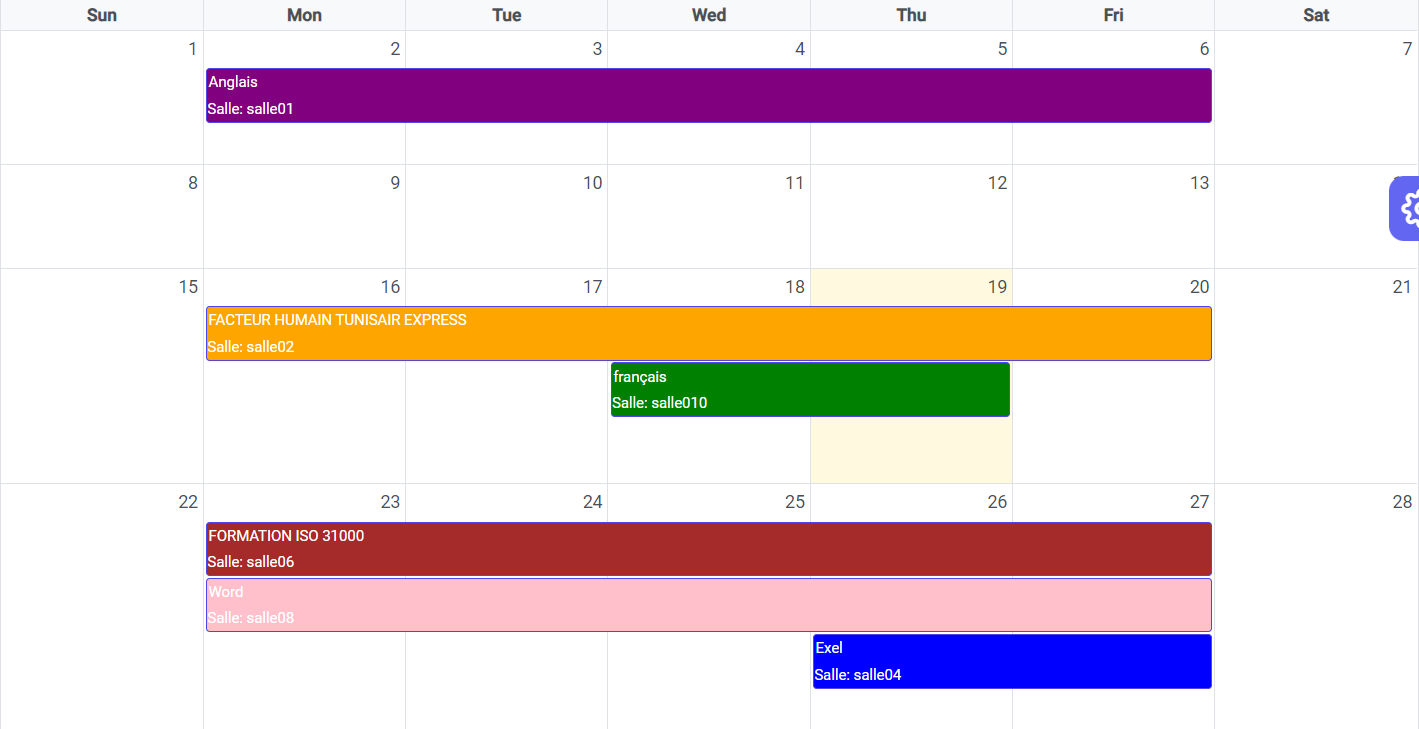 Sun Mon Tue Wed Thu Fri Sat
1 2 3 4 5 6 7
Anglais
Salle: salle01
8 9 10 11 12 13
15 16 17 18 19 20 21
FACTEUR HUMAIN TUNISAIR EXPRESS
Salle: salle02
français
Salle: salle010
22 23 24 25 26 27 28
FORMATION ISO 31000
Salle: salle06
Word
Salle: salle08
Exel
Salle: salle04